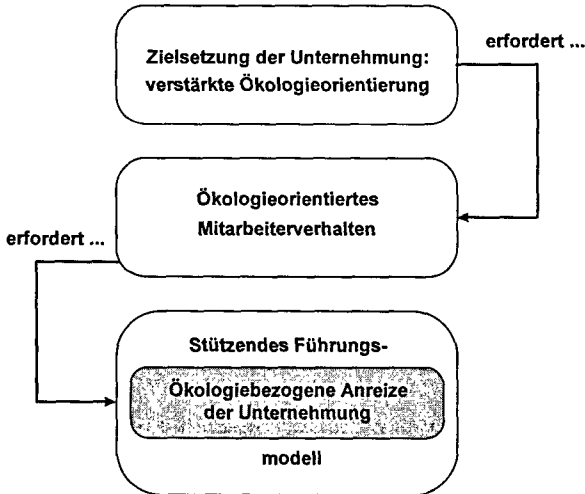 Zielsetzung der Unternehmung:
verstärkte Ökologieorientierung
erfordert ...
Ökologieorientiertes
Mitarbeiterverhalten
erfordert ...
Stützendes Führungs-
Ökologiebezogene Anreize
der Unternehmung
modell